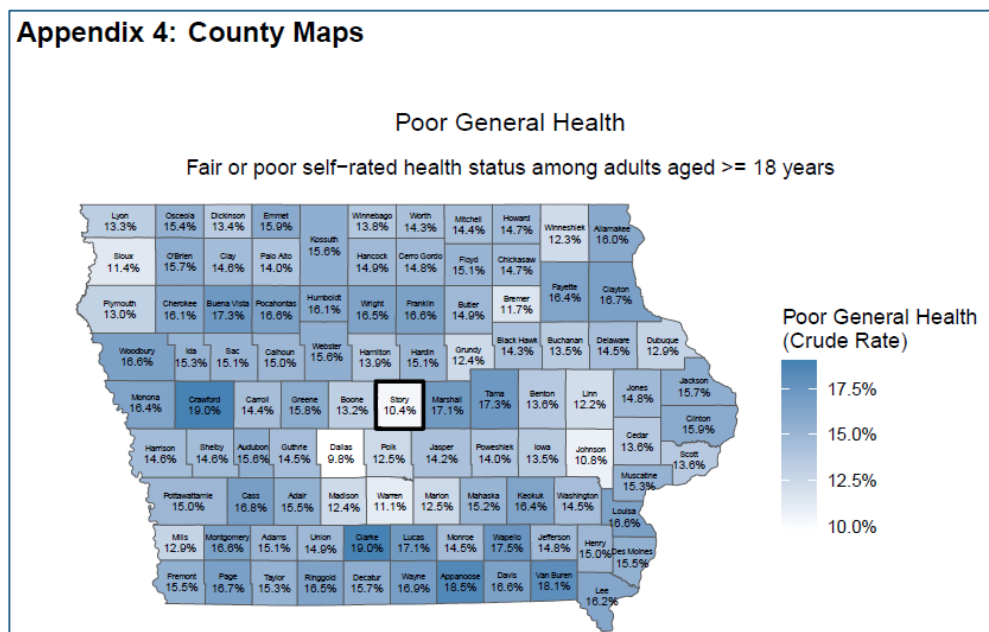 Appendix 4: County Maps
Poor General Health
Fair or poor self−rated health status among adults aged >= 18 years
Lyon
13.3%
Osceola
15.4%
Dickinson
13.4%
Emmet
15.9%
Kossuth
15.6%
Winnebago
13.8%
Worth
14.3%
Mitchell
14.4%
Howard
14.7%
Winneshiek
12.3%
Allamakee
16.0%
Sioux
11.4%
O'Brien
15.7%
Clay
14.6%
Palo Alto
14.0%
Hancock
14.9%
Cerro Gordo
14.8%
Floyd
15.1%
Chickasaw
14.7%
Fayette
16.4%
Clayton
16.7%
Plymouth
13.0%
Cherokee
16.1%
Buena Vista
17.3%
Pocahontas
16.6%
Humboldt
16.1%
Wright
16.5%
Franklin
16.6%
Butler
14.9%
Bremer
11.7%
Woodbury
16.6%
Ida
15.3%
Sac
15.1%
Calhoun
15.0%
Webster
15.6%
Hamilton
13.9%
Hardin
15.1%
Grundy
12.4%
Black Hawk
14.3%
Buchanan
13.5%
Delaware
14.5%
Dubuque
12.9%
Monona
16.4%
Crawford
19.0%
Carroll
14.4%
Greene
15.8%
Boone
13.2%
Story
10.4%
Marshall
17.1%
Tama
17.3%
Benton
13.6%
Linn
12.2%
Jones
14.8%
Jackson
15.7%
Clinton
15.9%
Harrison
14.6%
Shelby
14.6%
Audubon
15.6%
Guthrie
14.5%
Dallas
9.8%
Polk
12.5%
Jasper
14.2%
Poweshiek
14.0%
Iowa
13.5%
Johnson
10.8%
Cedar
13.6%
Scott
13.6%
Muscatine
15.3%
Pottawattamie
15.0%
Cass
16.8%
Adair
15.5%
Madison
12.4%
Warren
11.1%
Marion
12.5%
Mahaska
15.2%
Keokuk
16.4%
Washington
14.5%
Louisa
16.6%
Mills
12.9%
Montgomery
16.6%
Adams
15.1%
Union
14.9%
Clarke
19.0%
Lucas
17.1%
Monroe
14.5%
Wapello
17.5%
Jefferson
14.8%
Henry
15.0%
Des Moines
15.5%
Fremont
15.5%
Page
16.7%
Taylor
15.3%
Ringgold
16.5%
Decatur
15.7%
Wayne
16.9%
Appanoose
18.5%
Davis
16.6%
Van Buren
18.1%
Lee
16.2%
Poor General Health
(Crude Rate)
17.5%
15.0%
12.5%
10.0%